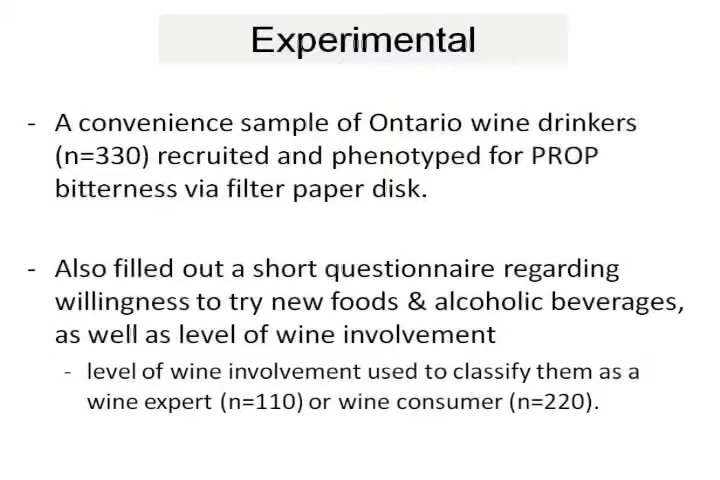 Experimental
- A convenience sample of Ontario wine drinkers
(n=330) recruited and phenotyped for PROP
bitterness via filter paper disk.
- Also filled out a short questionnaire regarding
willingness to try new foods & alcoholic beverages,
as well as level of wine involvement
- level of wine involvement used to classify them as a
wine expert (n=110) or wine consumer (n=220).